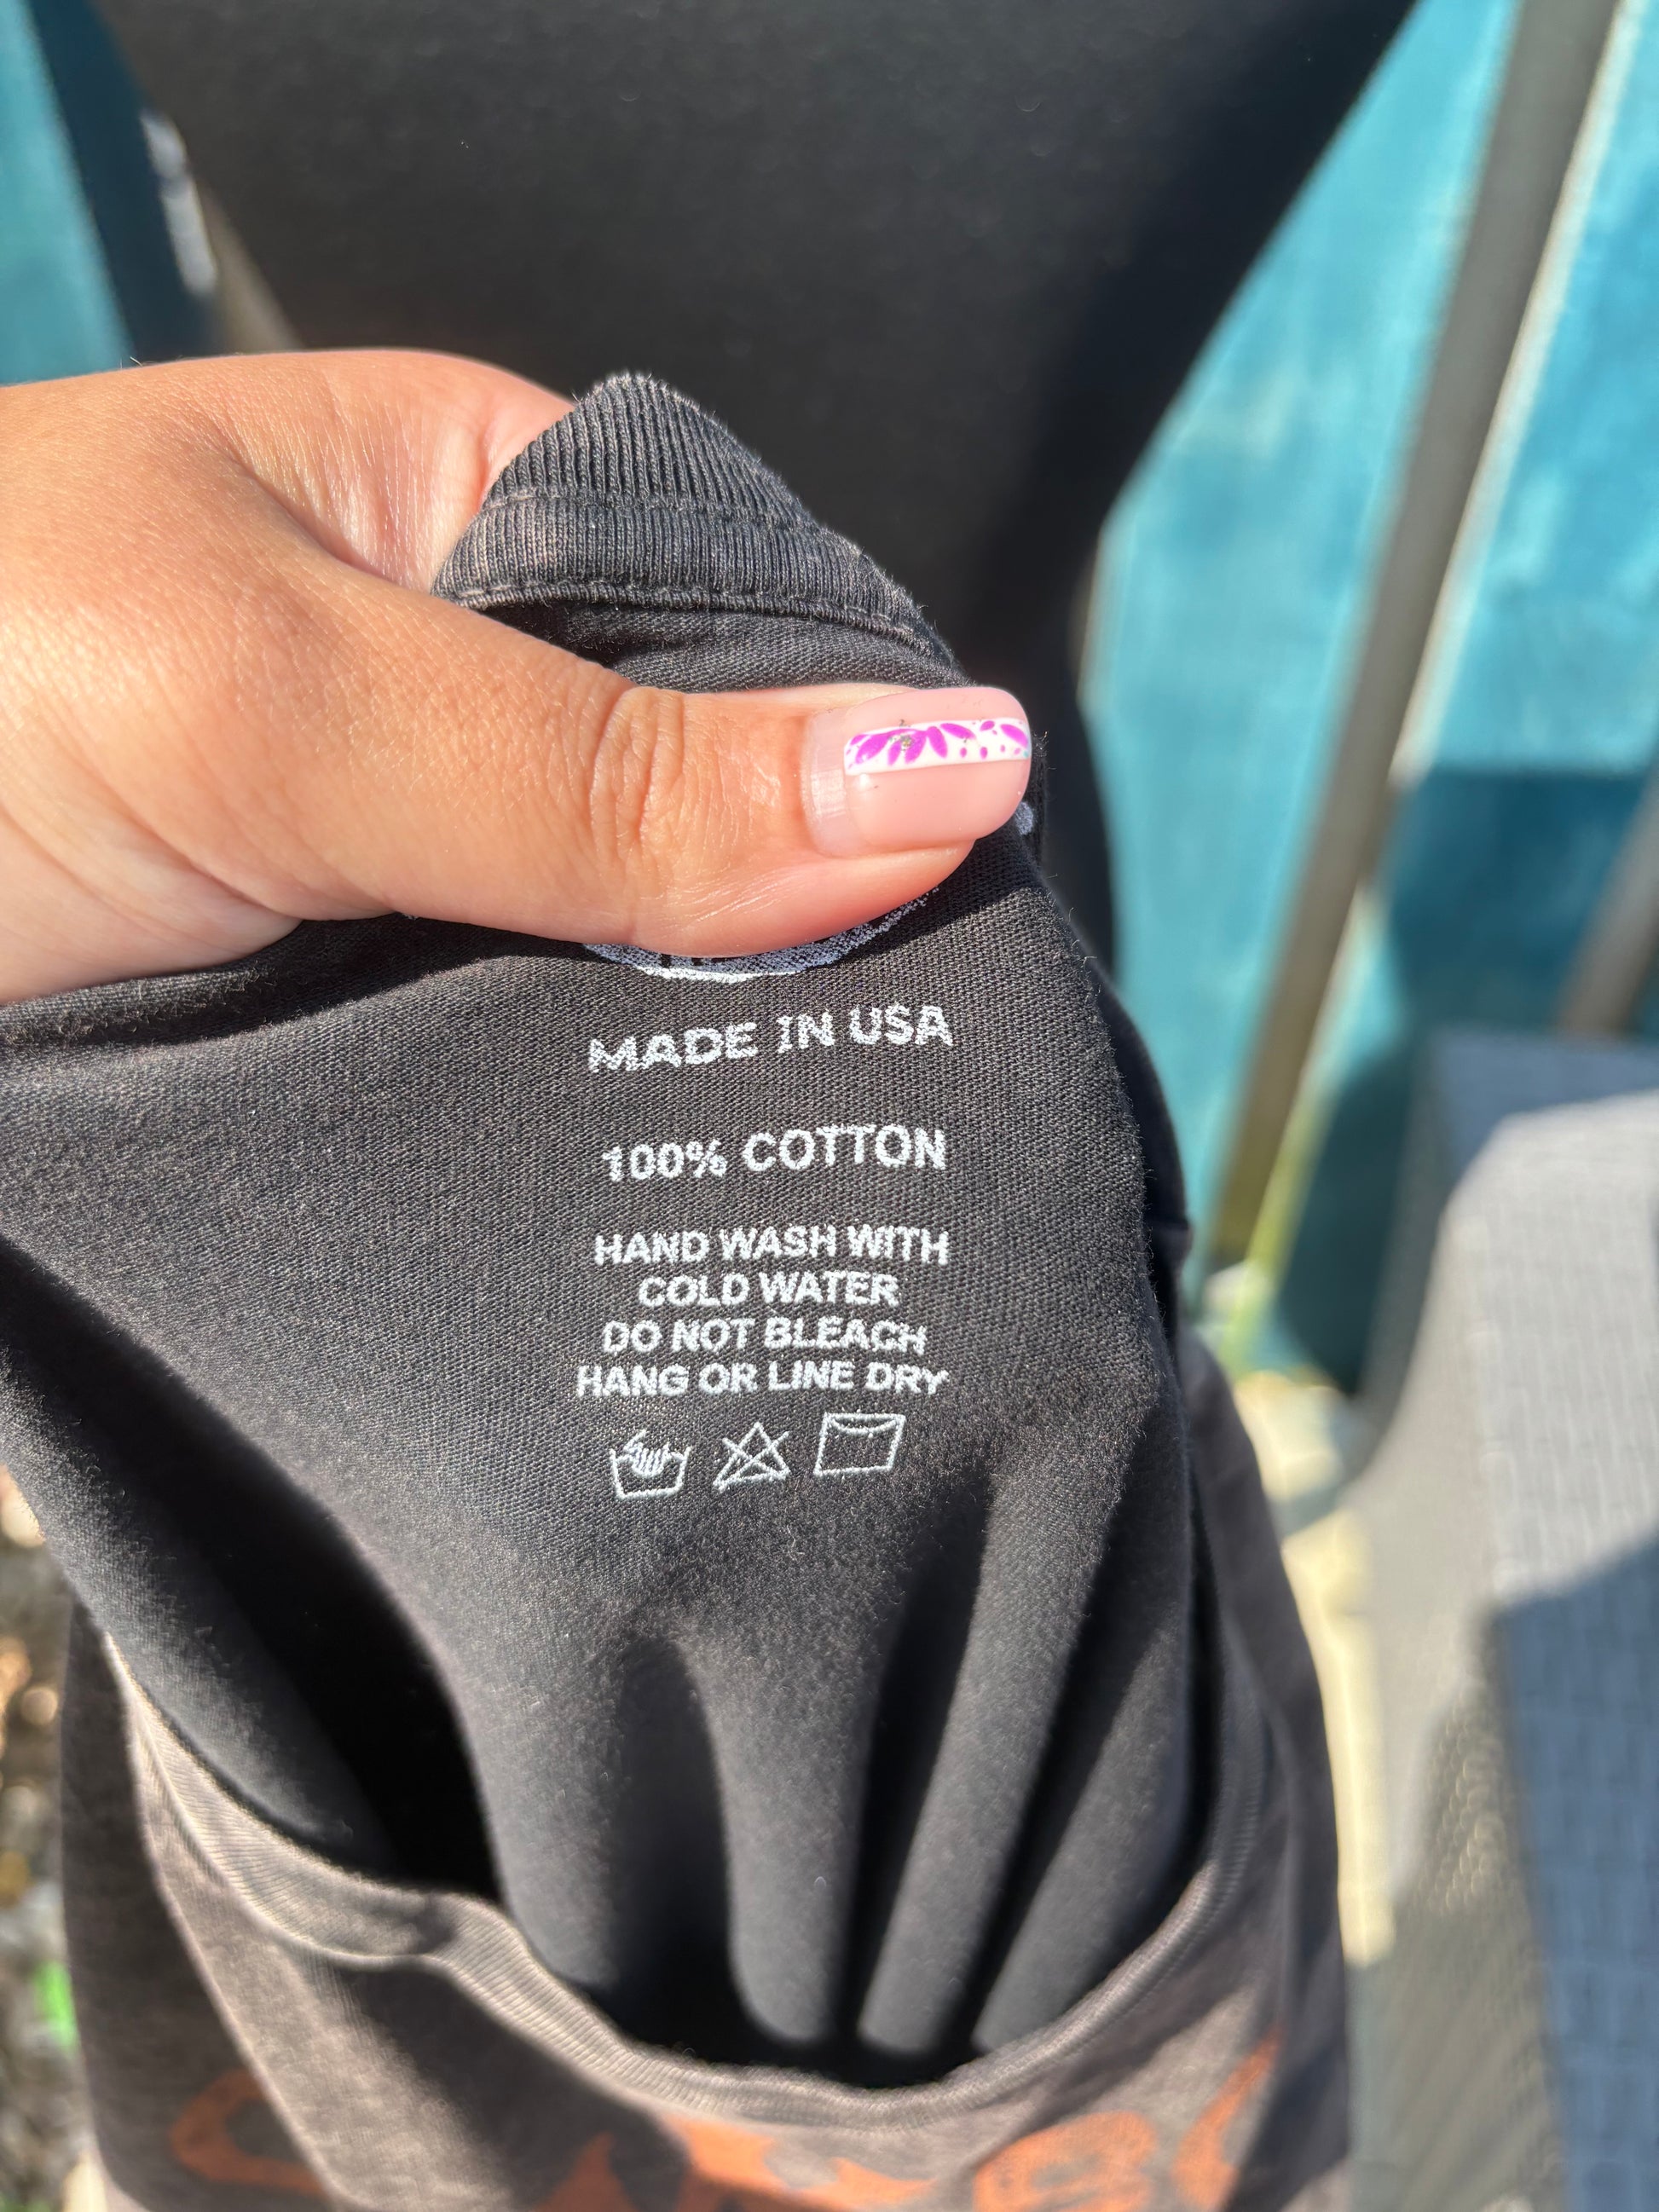 MADE IN USA
100% COTTON
HAND WASH WITH
COLD WATER
DO NOT BLEACH
HANG OR LINE DRY